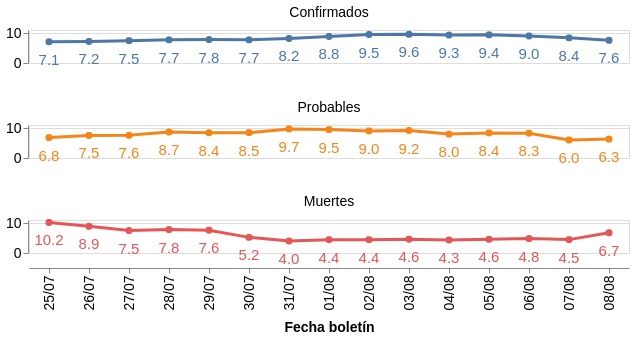 Confirmados
10
0
7.1 7.2 7.5 7.7 7.8 7.7 8.2 8.8 9.5 9.6 9.3 9.4 9.0 8.4 7.6
Probables
10
0
6.8 7.5 7.6 8.7 8.4 8.5 9.7 9.5 9.0 9.2 8.0 8.4 8.3 6.0 6.3
Muertes
10
0
10.2 8.9 7.5 7.8 7.6 5.2 4.0 4.4 4.4 4.6 4.3 4.6 4.8 4.5 6.7
25/07 26/07 27/07 28/07 29/07 30/07 31/07 01/08 02/08 03/08 04/08 05/08 06/08 07/08 08/08
Fecha boletín